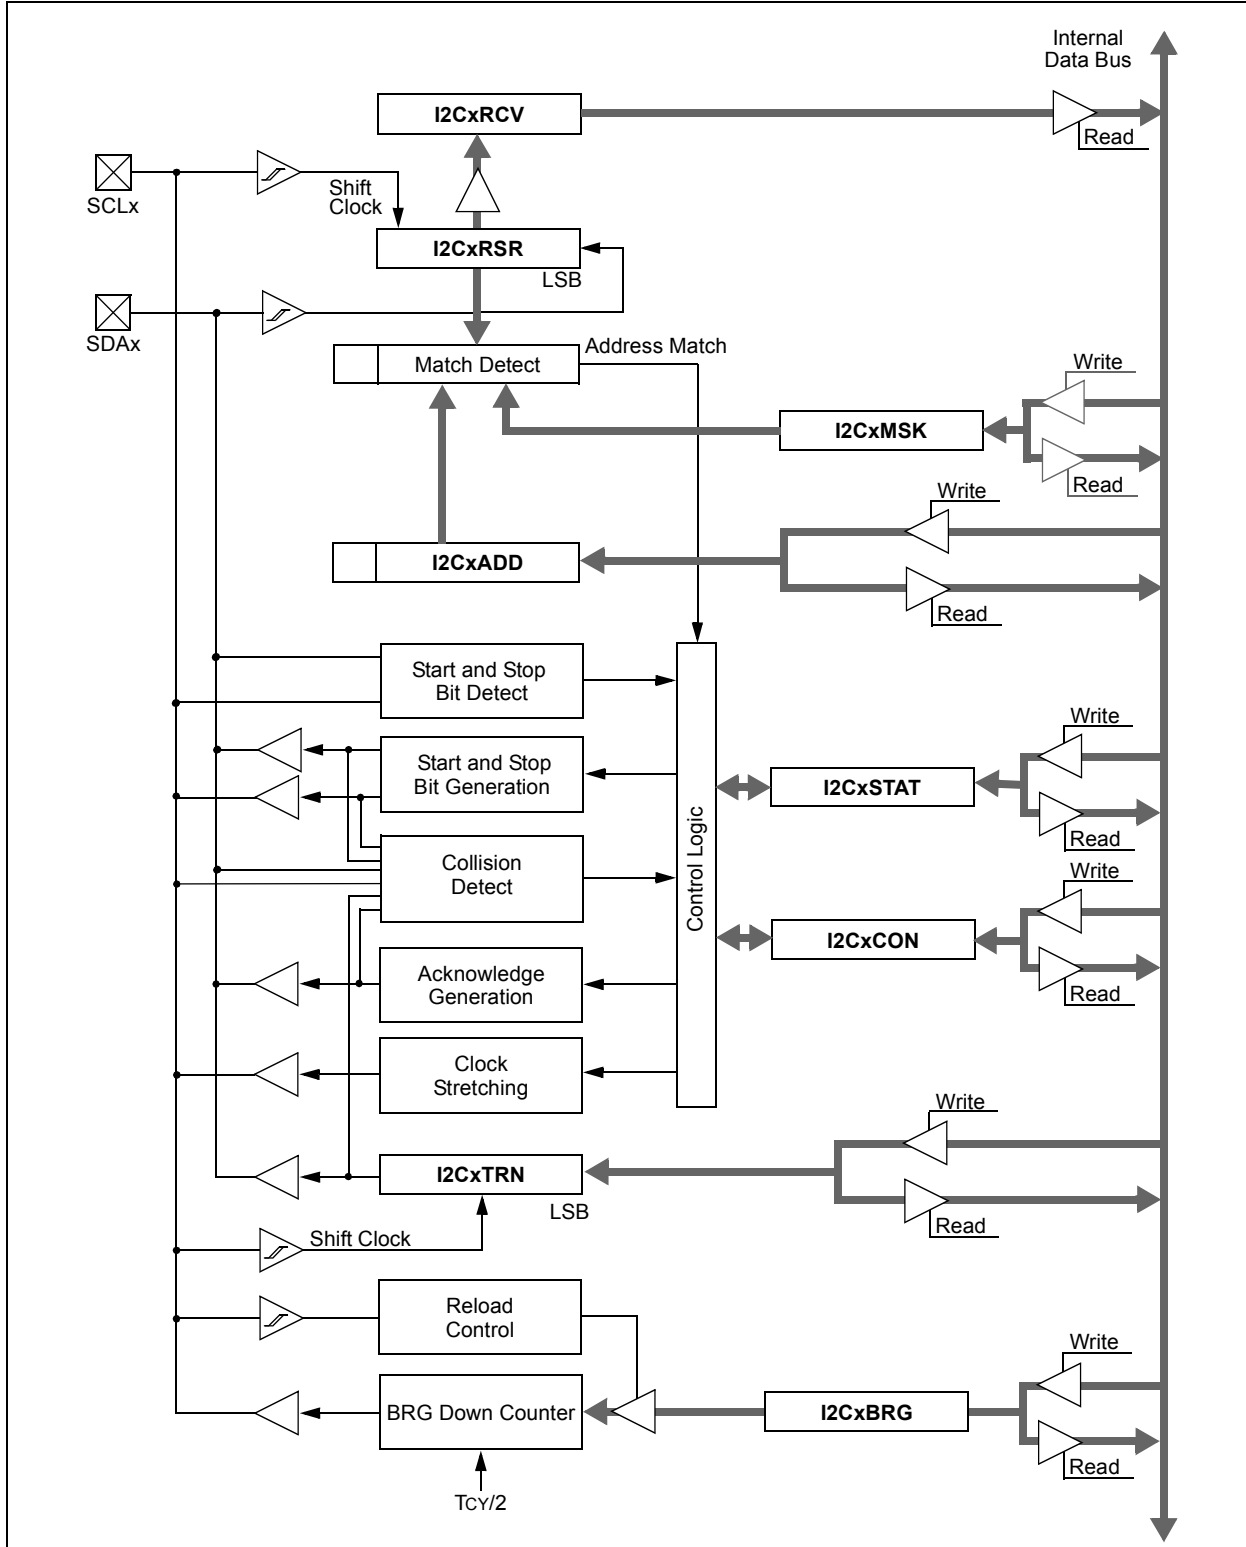 Internal
Data Bus
I2CxRCV
Read
SCLx
Shift
Clock
I2CxRSR
LSB
SDAx
Match Detect
Address Match
Write
I2CxMSK
Read
Write
I2CxADD
Read
Start and Stop
Bit Detect
Start and Stop
Bit Generation
Write
I2CxSTAT
Read
Control Logic
Collision
Detect
Write
I2CxCON
Read
Acknowledge
Generation
Clock
Stretching
Write
I2CxTRN
LSB
Read
Shift Clock
Reload
Control
Write
BRG Down Counter
I2CxBRG
Read
TCY/2